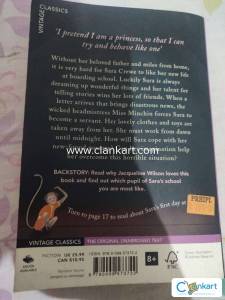 VINTAGE CLASSICS
'I pretend I am a princess, so that I can
try and behave like one'
Without her beloved father and miles from home,
it is very hard for Sara Crewe to like her new life
at boarding school. Luckily Sara is always
dreaming up wonderful things and her talent for
telling stories wins her lots of friends. When a
letter arrives that brings disastrous news, the
wicked headmistress Miss Minchin forces Sara to
become a servant. Her lovely clothes and toys are
taken away from her. She must work from dawn
until midnight. How will Sara cope with her
new
help her
overcome this horrible situation?
www.clankart.com
BACKSTORY: Read why Jacqueline Wilson loves this
book and find out which pupil of Sara's school
you are most like.
Turn to page 17 to read about Sara's first day at
VINTAGE CLASSICS THE ORIGINAL UNABRIDGED TEXT
FICTION
8+
FSC
Clankart